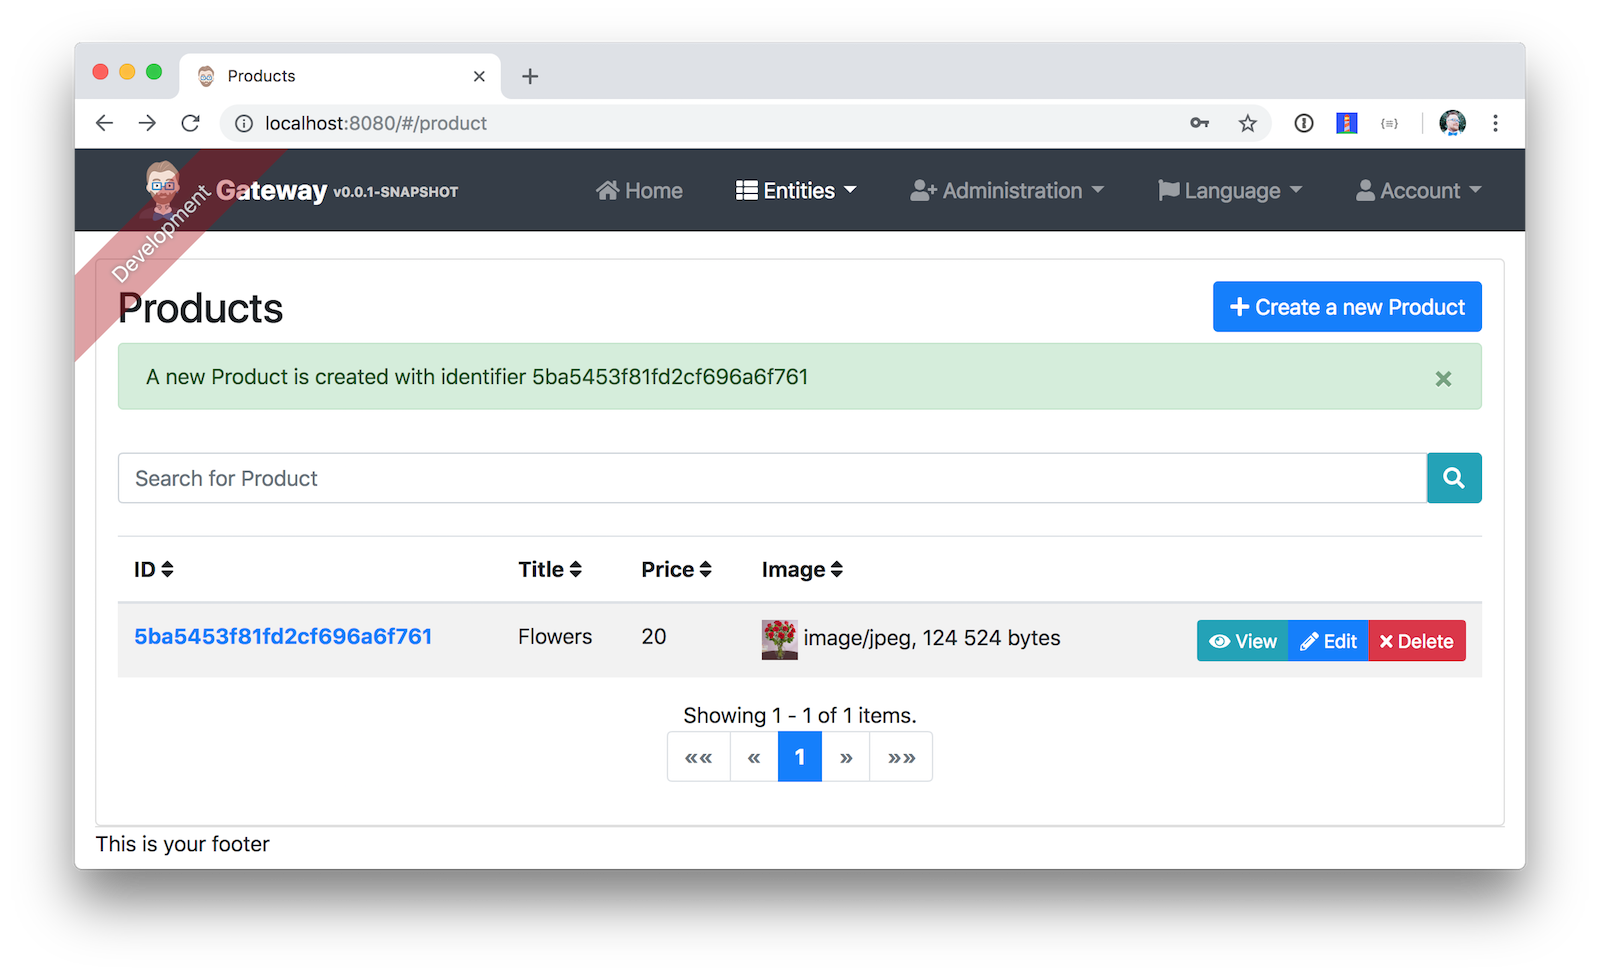 Products
localhost:8080/#/product
Development
Gateway v0.0.1-SNAPSHOT Home Entities Administration Language Account
Products
Create a new Product
A new Product is created with identifier 5ba5453f81fd2cf696a6f761
Search for Product
ID Title Price Image
5ba5453f81fd2cf696a6f761 Flowers 20 image/jpeg, 124 524 bytes View Edit Delete
Showing 1 - 1 of 1 items.
«« « 1 » »»
This is your footer